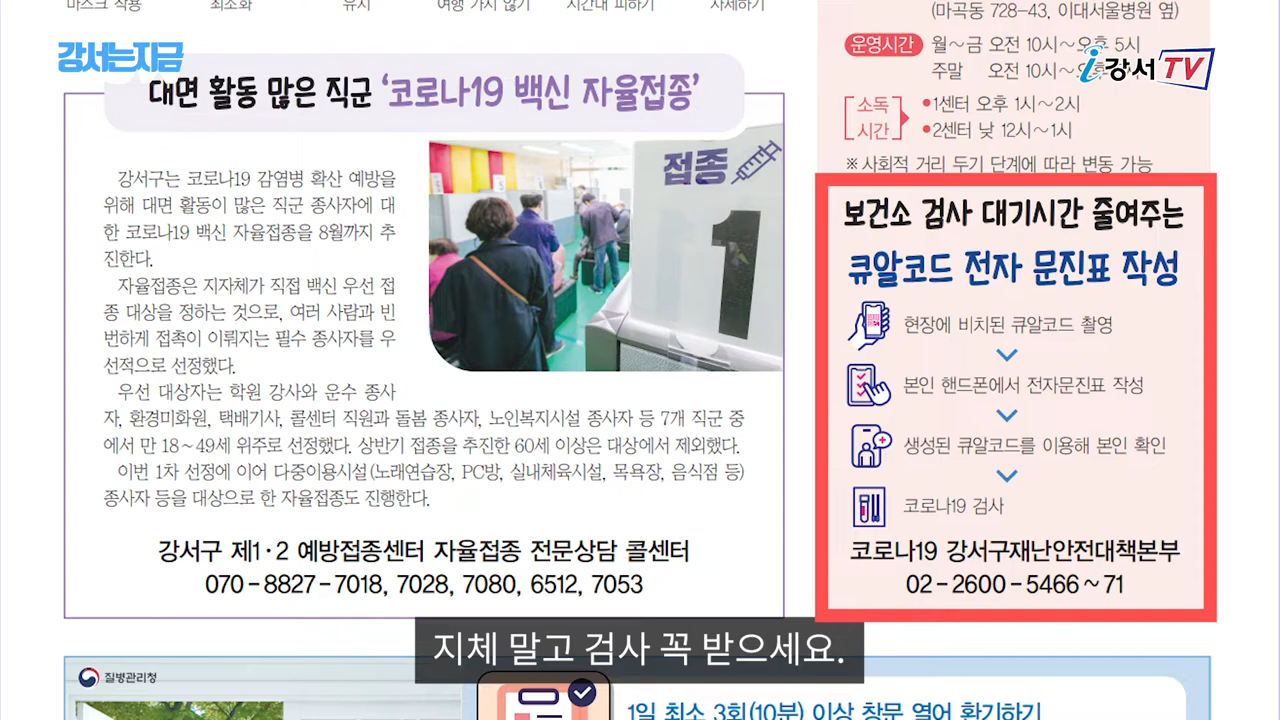 마스크 착용
최소화
유지
여행 가지 않기
시간대 피하기
자제하기
강서는지금
대면 활동 많은 직군 ‘코로나19 백신 자율접종’
강서구는 코로나19 감염병 확산 예방을
위해 대면 활동이 많은 직군 종사자에 대
한 코로나19 백신 자율접종을 8월까지 추
진한다.
자율접종은 지자체가 직접 백신 우선 접
종 대상을 정하는 것으로, 여러 사람과 빈
번하게 접촉이 이뤄지는 필수 종사자를 우
선적으로 선정했다.
우선 대상자는 학원 강사와 운수 종사
자, 환경미화원, 택배기사, 콜센터 직원과 돌봄 종사자, 노인복지시설 종사자 등 7개 직군 중
에서 만 18~49세 위주로 선정했다. 상반기 접종을 추진한 60세 이상은 대상에서 제외했다.
이번 1차 선정에 이어 다중이용시설(노래연습장, PC방, 실내체육시설, 목욕장, 음식점 등)
종사자 등을 대상으로 한 자율접종도 진행한다.
접종
1
강서구 제1·2 예방접종센터 자율접종 전문상담 콜센터
070-8827-7018, 7028, 7080, 6512, 7053
(마곡동 728-43, 이대서울병원 옆)
운영시간 월~금 오전 10시~오후 5시
주말 오전 10시~
i강서TV
소독
시간
●1센터 오후 1시~2시
●2센터 낮 12시~1시
※사회적 거리 두기 단계에 따라 변동 가능
보건소 검사 대기시간 줄여주는
큐알코드 전자 문진표 작성
현장에 비치된 큐알코드 촬영
본인 핸드폰에서 전자문진표 작성
생성된 큐알코드를 이용해 본인 확인
코로나19 검사
코로나19 강서구재난안전대책본부
02-2600-5466~71
지체 말고 검사 꼭 받으세요.
질병관리청
1일 최소 3회(10분) 이상 창문 열어 환기하기